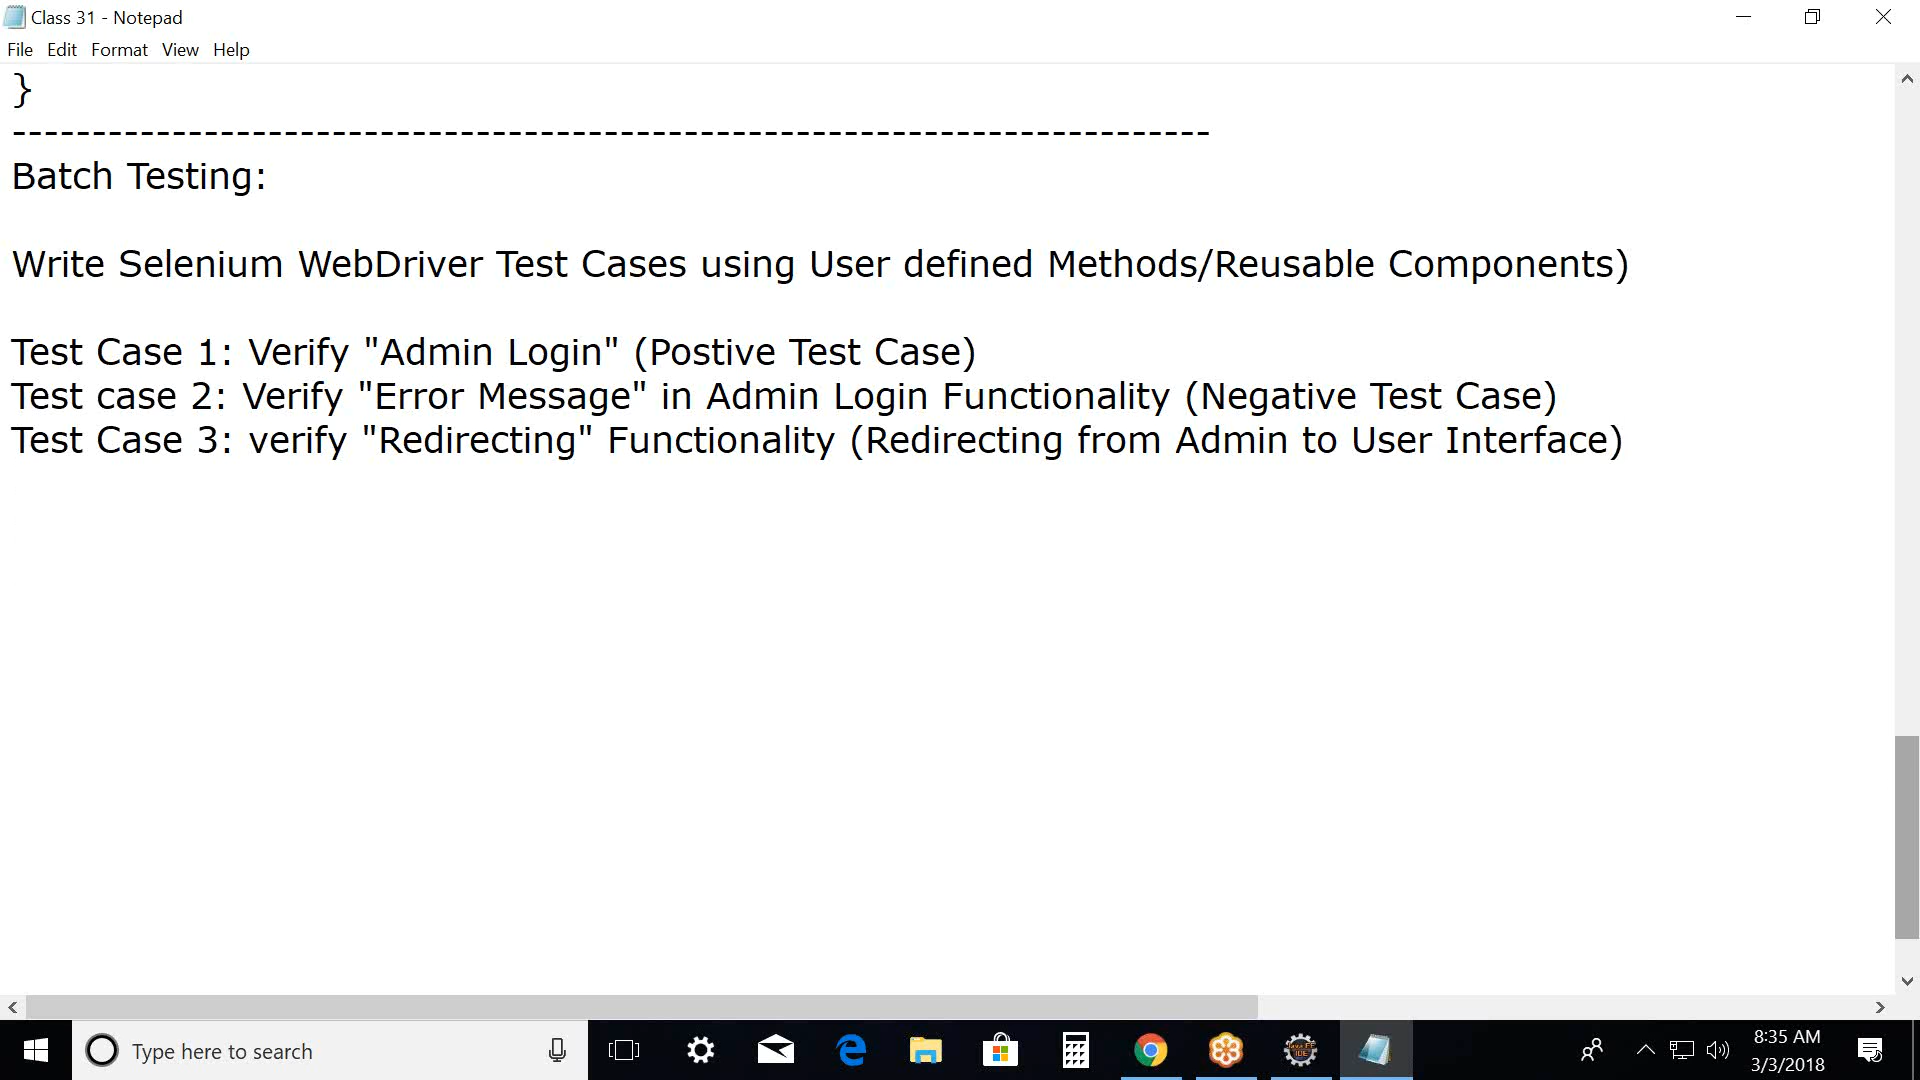 Class 31 - Notepad
File Edit Format View Help
}
---------------------------------------------------------------------------
Batch Testing:
Write Selenium WebDriver Test Cases using User defined Methods/Reusable Components)
Test Case 1: Verify "Admin Login" (Postive Test Case)
Test case 2: Verify "Error Message" in Admin Login Functionality (Negative Test Case)
Test Case 3: verify "Redirecting" Functionality (Redirecting from Admin to User Interface)
Type here to search
8:35 AM
3/3/2018